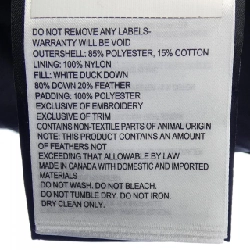 DO NOT REMOVE ANY LABELS-
WARRANTY WILL BE VOID
OUTERSHELL: 85% POLYESTER, 15% COTTON
LINING: 100% NYLON
FILL: WHITE DUCK DOWN
80% DOWN 20% FEATHER
PADDING: 100% POLYESTER
EXCLUSIVE OF EMBROIDERY
EXCLUSIVE OF TRIM
CONTAINS NON-TEXTILE PARTS OF ANIMAL ORIGIN
NOTE: THIS PRODUCT CONTAINS AN AMOUNT
OF FEATHERS NOT
EXCEEDING THAT ALLOWABLE BY LAW
MADE IN CANADA WITH DOMESTIC AND IMPORTED
MATERIALS
DO NOT WASH. DO NOT BLEACH.
DO NOT TUMBLE DRY. DO NOT IRON.
DRY CLEAN ONLY.